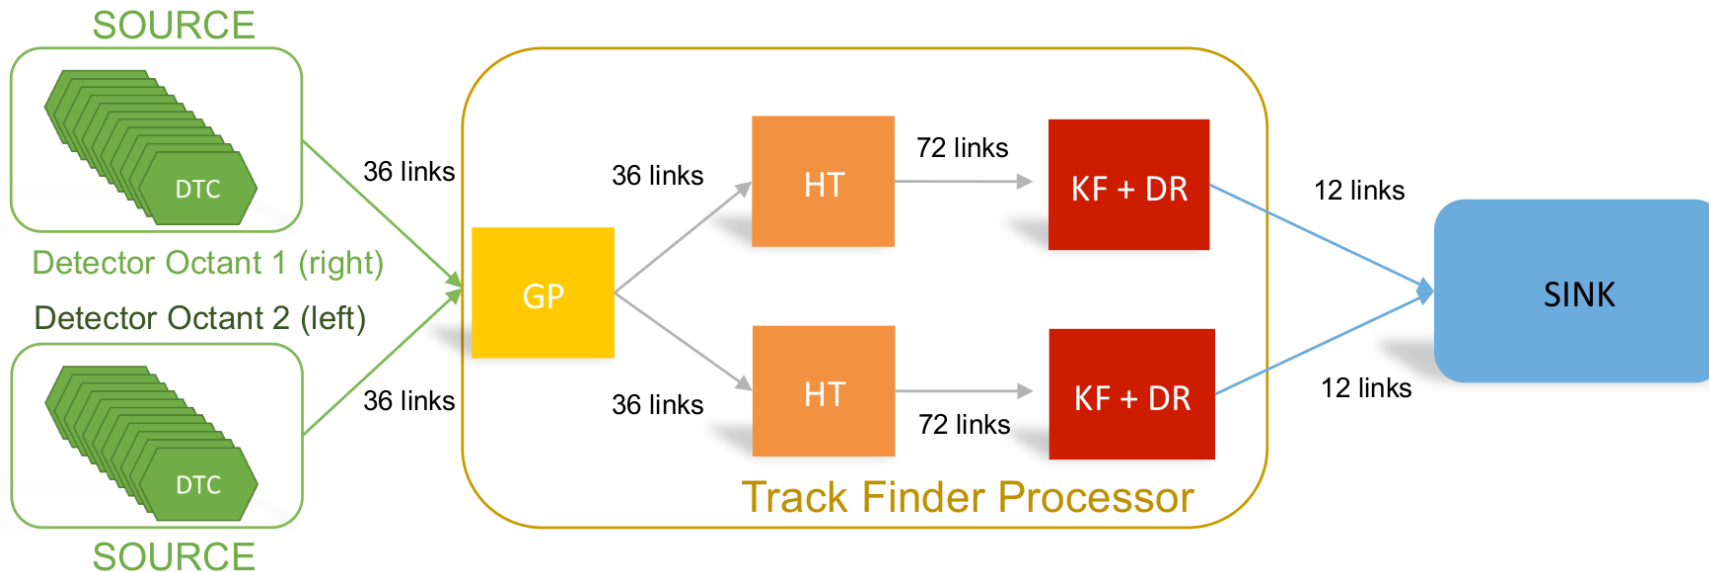 SOURCE
DTC
Detector Octant 1 (right)
36 links
Detector Octant 2 (left)
DTC
36 links
SOURCE
GP
36 links
HT
72 links
KF + DR
36 links
HT
72 links
KF + DR
Track Finder Processor
12 links
12 links
SINK